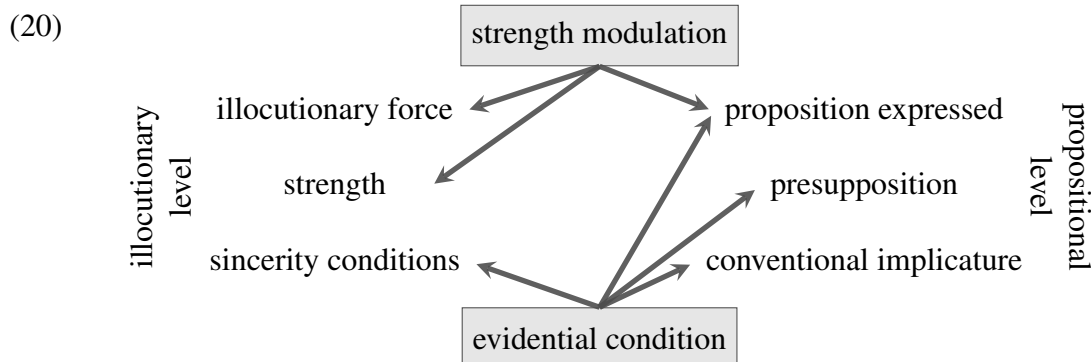 (20)
strength modulation
illocutionary level
illocutionary force
proposition expressed
propositional level
strength
presupposition
sincerity conditions
conventional implicature
evidential condition